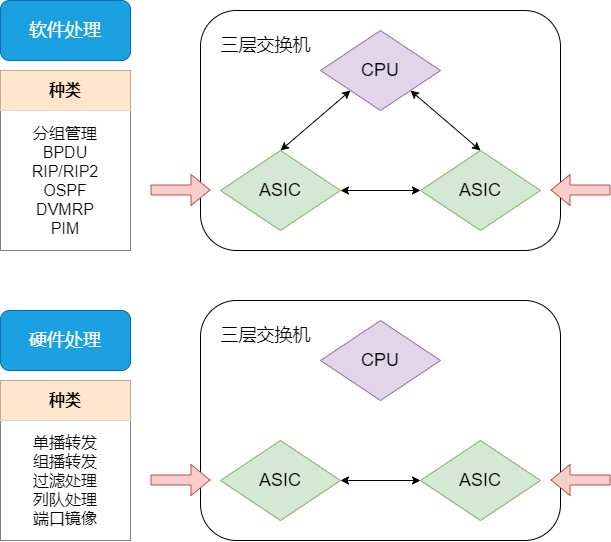 软件处理
种类
分组管理
BPDU
RIP/RIP2
OSPF
DVMRP
PIM
三层交换机
CPU
ASIC
ASIC
硬件处理
种类
单播转发
组播转发
过滤处理
列队处理
端口镜像
三层交换机
CPU
ASIC
ASIC